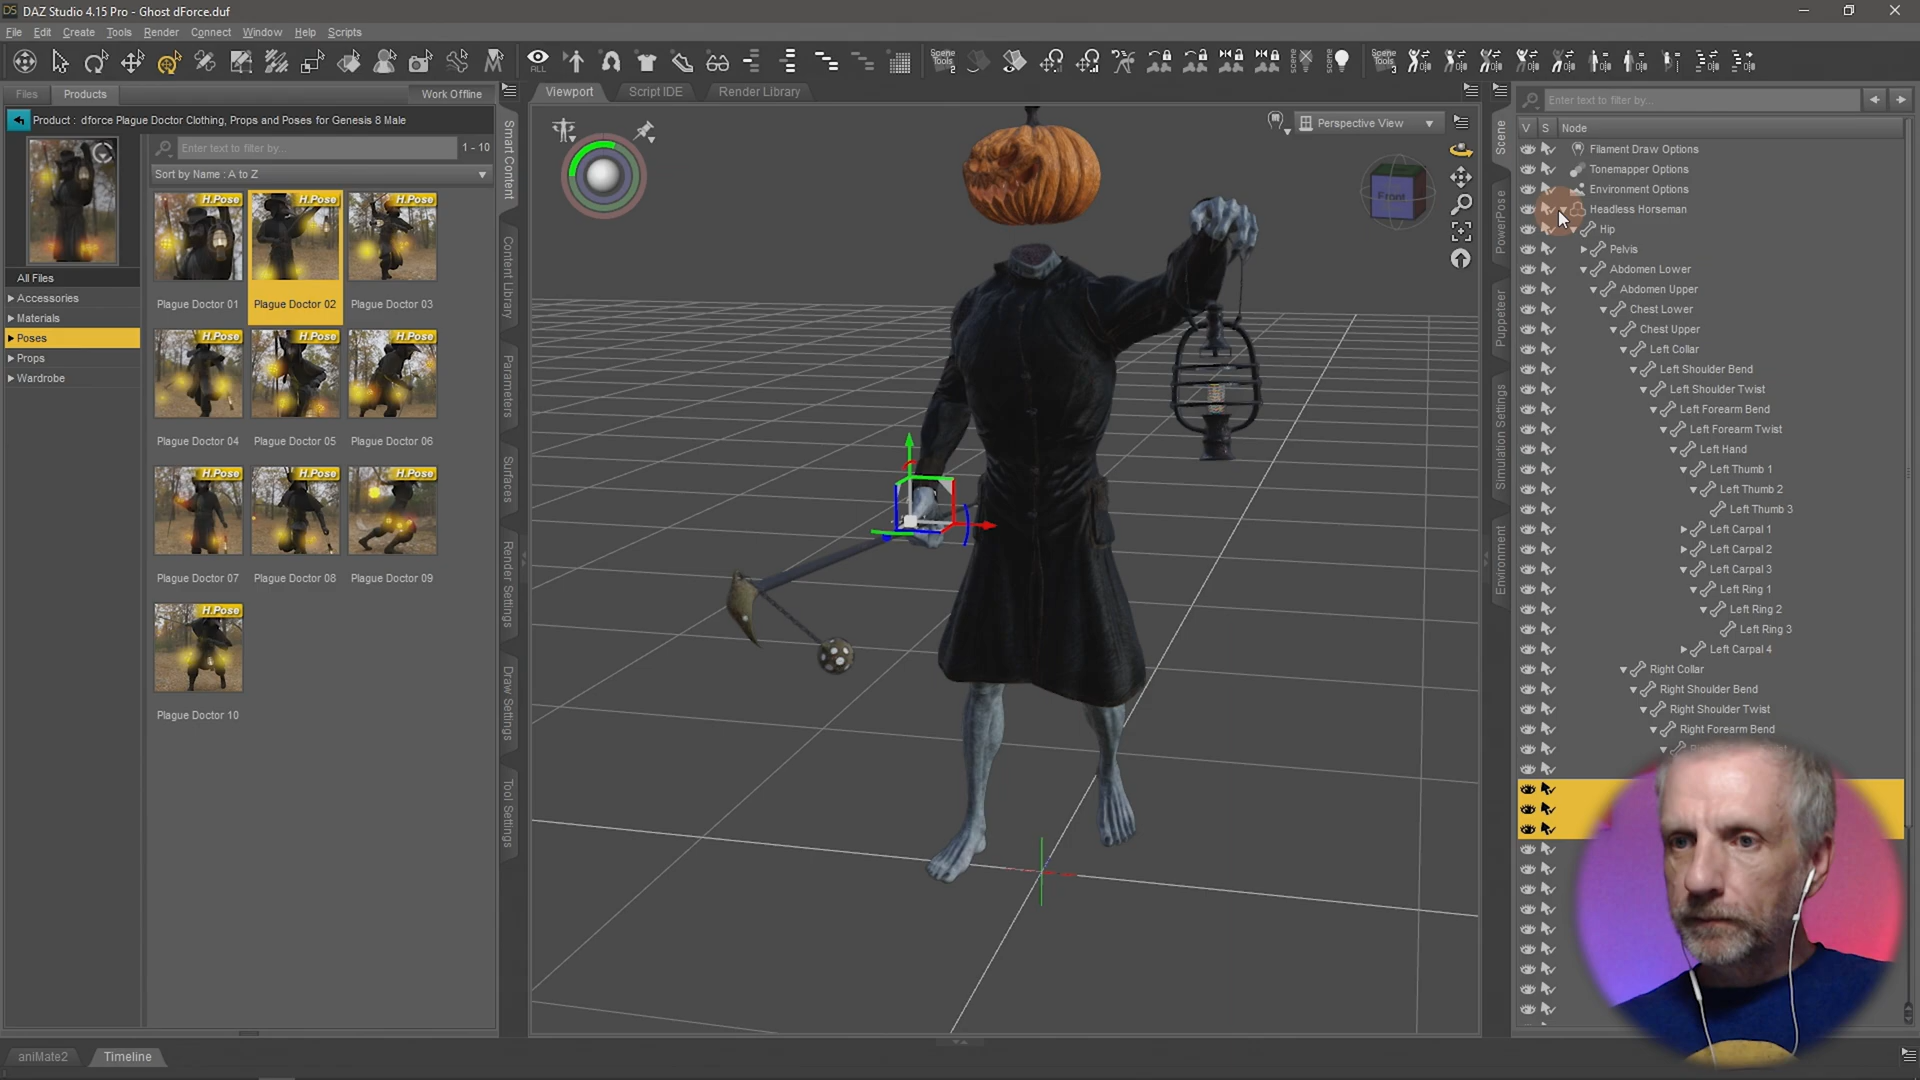 DAZ Studio 4.15 Pro - Ghost dForce.duf
File Edit Create Tools Render Connect Window Help Scripts
ALL
Scene Tools 2
scene
scene
Scene Tools 3
Files Products Work Offline
Product : dforce Plague Doctor Clothing, Props and Poses for Genesis 8 Male
Enter text to filter by... 1 - 10
Sort by Name : A to Z
All Files
Accessories
Materials
Poses
Props
Wardrobe
H.Pose H.Pose H.Pose
Plague Doctor 01 Plague Doctor 02 Plague Doctor 03
H.Pose H.Pose H.Pose
Plague Doctor 04 Plague Doctor 05 Plague Doctor 06
H.Pose H.Pose H.Pose
Plague Doctor 07 Plague Doctor 08 Plague Doctor 09
H.Pose
Plague Doctor 10
Smart Content
Content Library
Parameters
Surfaces
Render Settings
Draw Settings
Tool Settings
Viewport Script IDE Render Library
Perspective View
Front
Scene
PowerPose
Puppeteer
Simulation Settings
Environment
Enter text to filter by...
V S Node
Filament Draw Options
Tonemapper Options
Environment Options
Headless Horseman
Hip
Pelvis
Abdomen Lower
Abdomen Upper
Chest Lower
Chest Upper
Left Collar
Left Shoulder Bend
Left Shoulder Twist
Left Forearm Bend
Left Forearm Twist
Left Hand
Left Thumb 1
Left Thumb 2
Left Thumb 3
Left Carpal 1
Left Carpal 2
Left Carpal 3
Left Ring 1
Left Ring 2
Left Ring 3
Left Carpal 4
Right Collar
Right Shoulder Bend
Right Shoulder Twist
Right Forearm Bend
aniMate2 Timeline